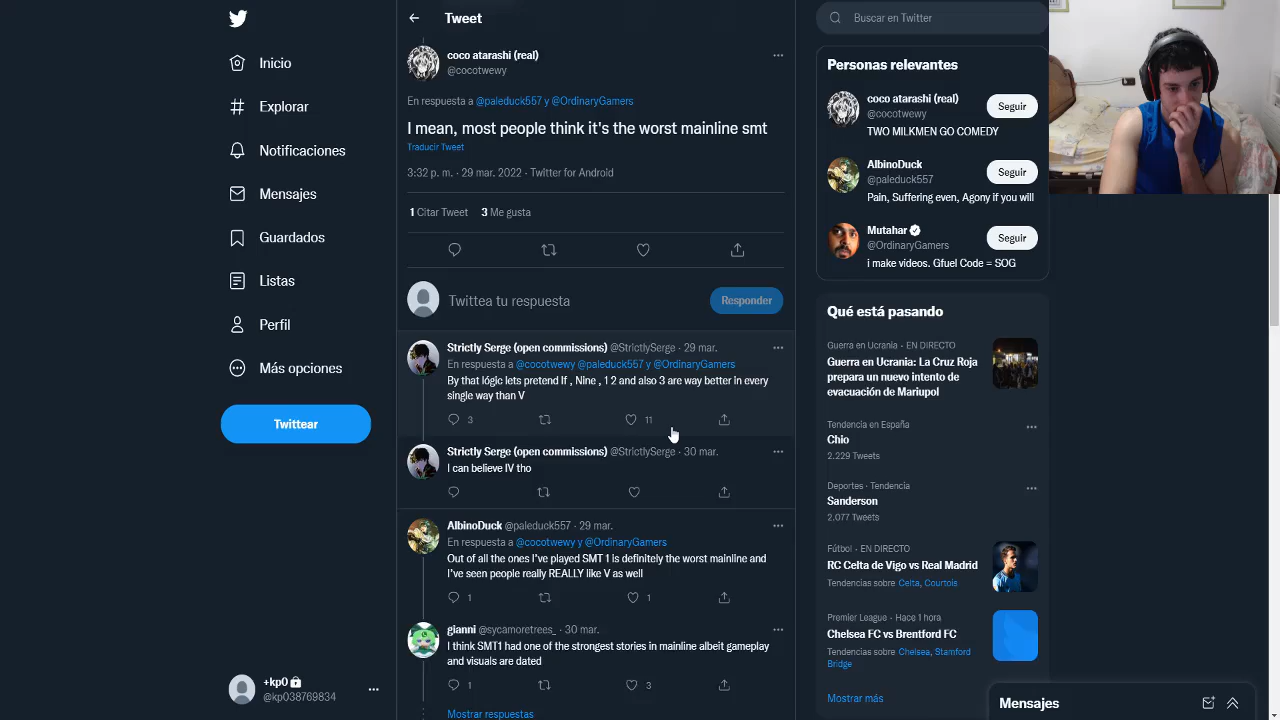 Inicio
Explorar
Notificaciones
Mensajes
Guardados
Listas
Perfil
Más opciones
Twittear
+kp0
@kp038769834
Tweet
coco atarashi (real)
@cocotwewy
En respuesta a @paleduck557 y @OrdinaryGamers
I mean, most people think it's the worst mainline smt
Traducir Tweet
3:32 p. m. · 29 mar. 2022 · Twitter for Android
1 Citar Tweet 3 Me gusta
Twittea tu respuesta
Responder
Strictly Serge (open commissions) @StrictlySerge · 29 mar.
En respuesta a @cocotwewy @paleduck557 y @OrdinaryGamers
By that lógic lets pretend If , Nine , 1 2 and also 3 are way better in every
single way than V
3 11
Strictly Serge (open commissions) @StrictlySerge · 30 mar.
I can believe IV tho
AlbinoDuck @paleduck557 · 29 mar.
En respuesta a @cocotwewy y @OrdinaryGamers
Out of all the ones I've played SMT 1 is definitely the worst mainline and
I've seen people really REALLY like V as well
1 1
gianni @sycamoretrees_ · 30 mar.
I think SMT1 had one of the strongest stories in mainline albeit gameplay
and visuals are dated
1 3
Mostrar respuestas
Buscar en Twitter
Personas relevantes
coco atarashi (real)
@cocotwewy
Seguir
TWO MILKMEN GO COMEDY
AlbinoDuck
@paleduck557
Seguir
Pain, Suffering even, Agony if you will
Mutahar
@OrdinaryGamers
Seguir
i make videos. Gfuel Code = SOG
Qué está pasando
Guerra en Ucrania · EN DIRECTO
Guerra en Ucrania: La Cruz Roja
prepara un nuevo intento de
evacuación de Mariupol
Tendencia en España
Chio
2.229 Tweets
Deportes · Tendencia
Sanderson
2.077 Tweets
Fútbol · EN DIRECTO
RC Celta de Vigo vs Real Madrid
Tendencias sobre Celta, Courtois
Premier League · Hace 1 hora
Chelsea FC vs Brentford FC
Tendencias sobre Chelsea, Stamford
Bridge
Mostrar más
Mensajes